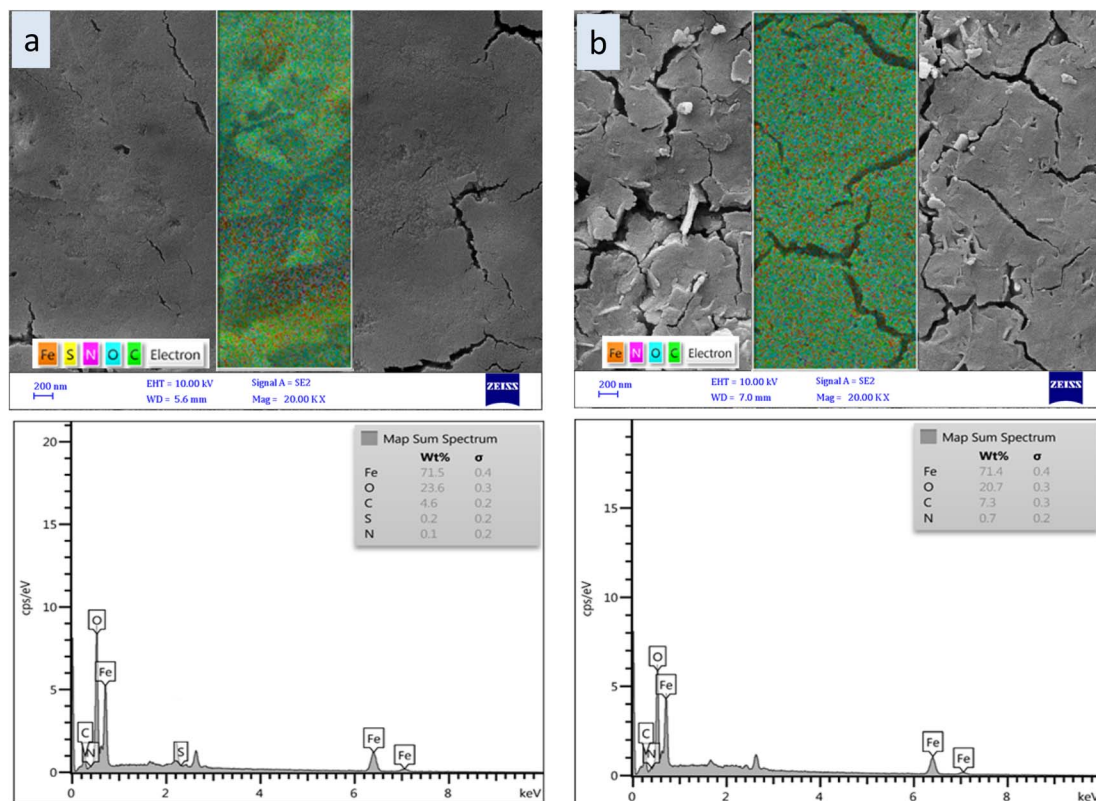 a
Fe S N O C Electron
200 nm
EHT = 10.00 kV
Signal A = SE2
WD = 5.6 mm
Mag = 20.00 K X
ZEISS
b
Fe N O C Electron
200 nm
EHT = 10.00 kV
Signal A = SE2
WD = 7.0 mm
Mag = 20.00 K X
ZEISS
Map Sum Spectrum
Wt% σ
Fe 71.5 0.4
O 23.6 0.3
C 4.6 0.2
S 0.2 0.2
N 0.1 0.2
cps/eV
20
15
10
5
0
O
Fe
C
N
S
Fe
Fe
0 2 4 6 8 keV
Map Sum Spectrum
Wt% σ
Fe 71.4 0.4
O 20.7 0.3
C 7.3 0.3
N 0.7 0.2
cps/eV
15
10
5
0
O
Fe
C
N
Fe
Fe
0 2 4 6 8 keV